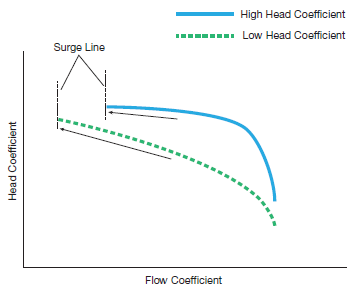 High Head Coefficient
Low Head Coefficient
Surge Line
Head Coefficient
Flow Coefficient